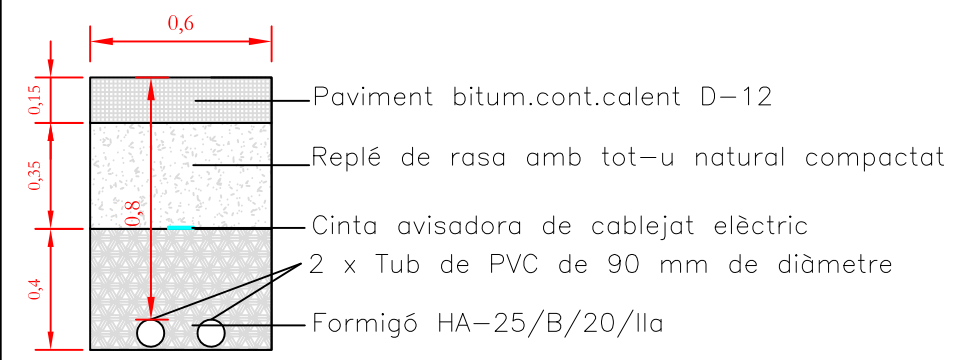 0,6
0,15
Paviment bitum.cont.calent D-12
0,35
Replé de rasa amb tot-u natural compactat
0,8
Cinta avisadora de cablejat elèctric
2 x Tub de PVC de 90 mm de diàmetre
0,4
Formigó HA-25/B/20/IIa